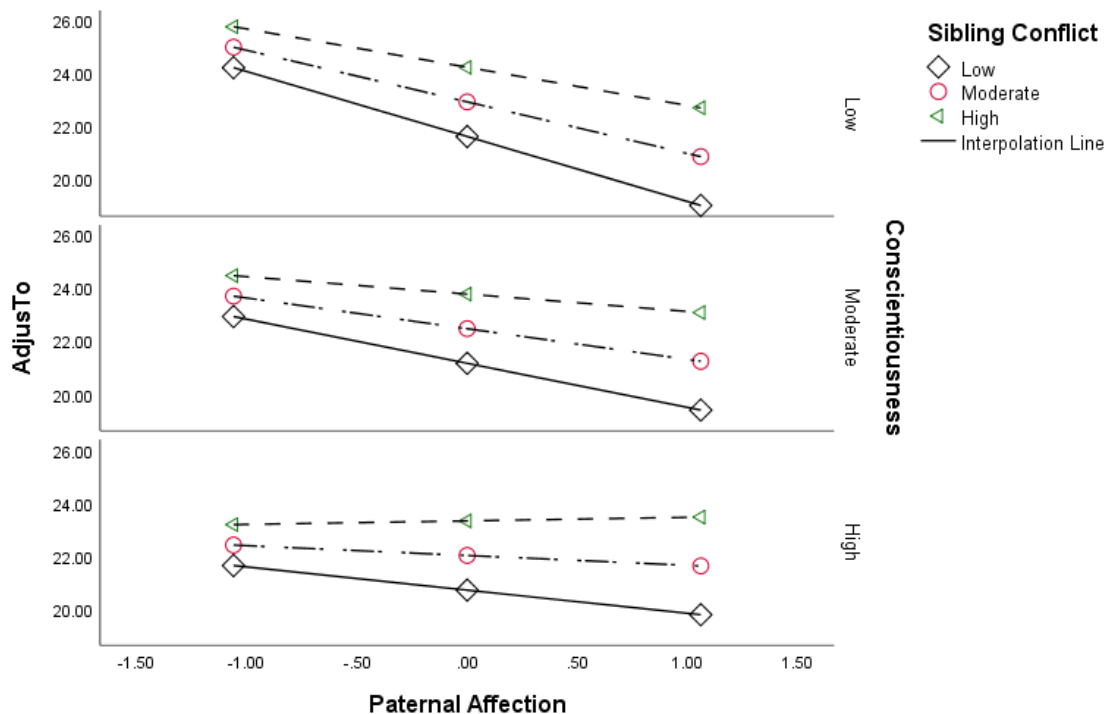 26.00
24.00
22.00
20.00
Low
26.00
24.00
22.00
20.00
Moderate
26.00
24.00
22.00
20.00
High
AdjusTo
Conscientiousness
-1.50 -1.00 -.50 .00 .50 1.00 1.50
Paternal Affection
Sibling Conflict
Low
Moderate
High
Interpolation Line